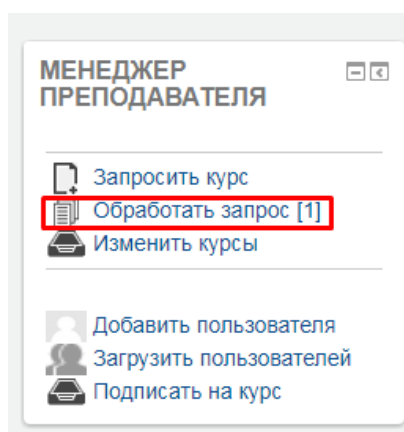 МЕНЕДЖЕР
ПРЕПОДАВАТЕЛЯ
Запросить курс
Обработать запрос [1]
Изменить курсы
Добавить пользователя
Загрузить пользователей
Подписать на курс